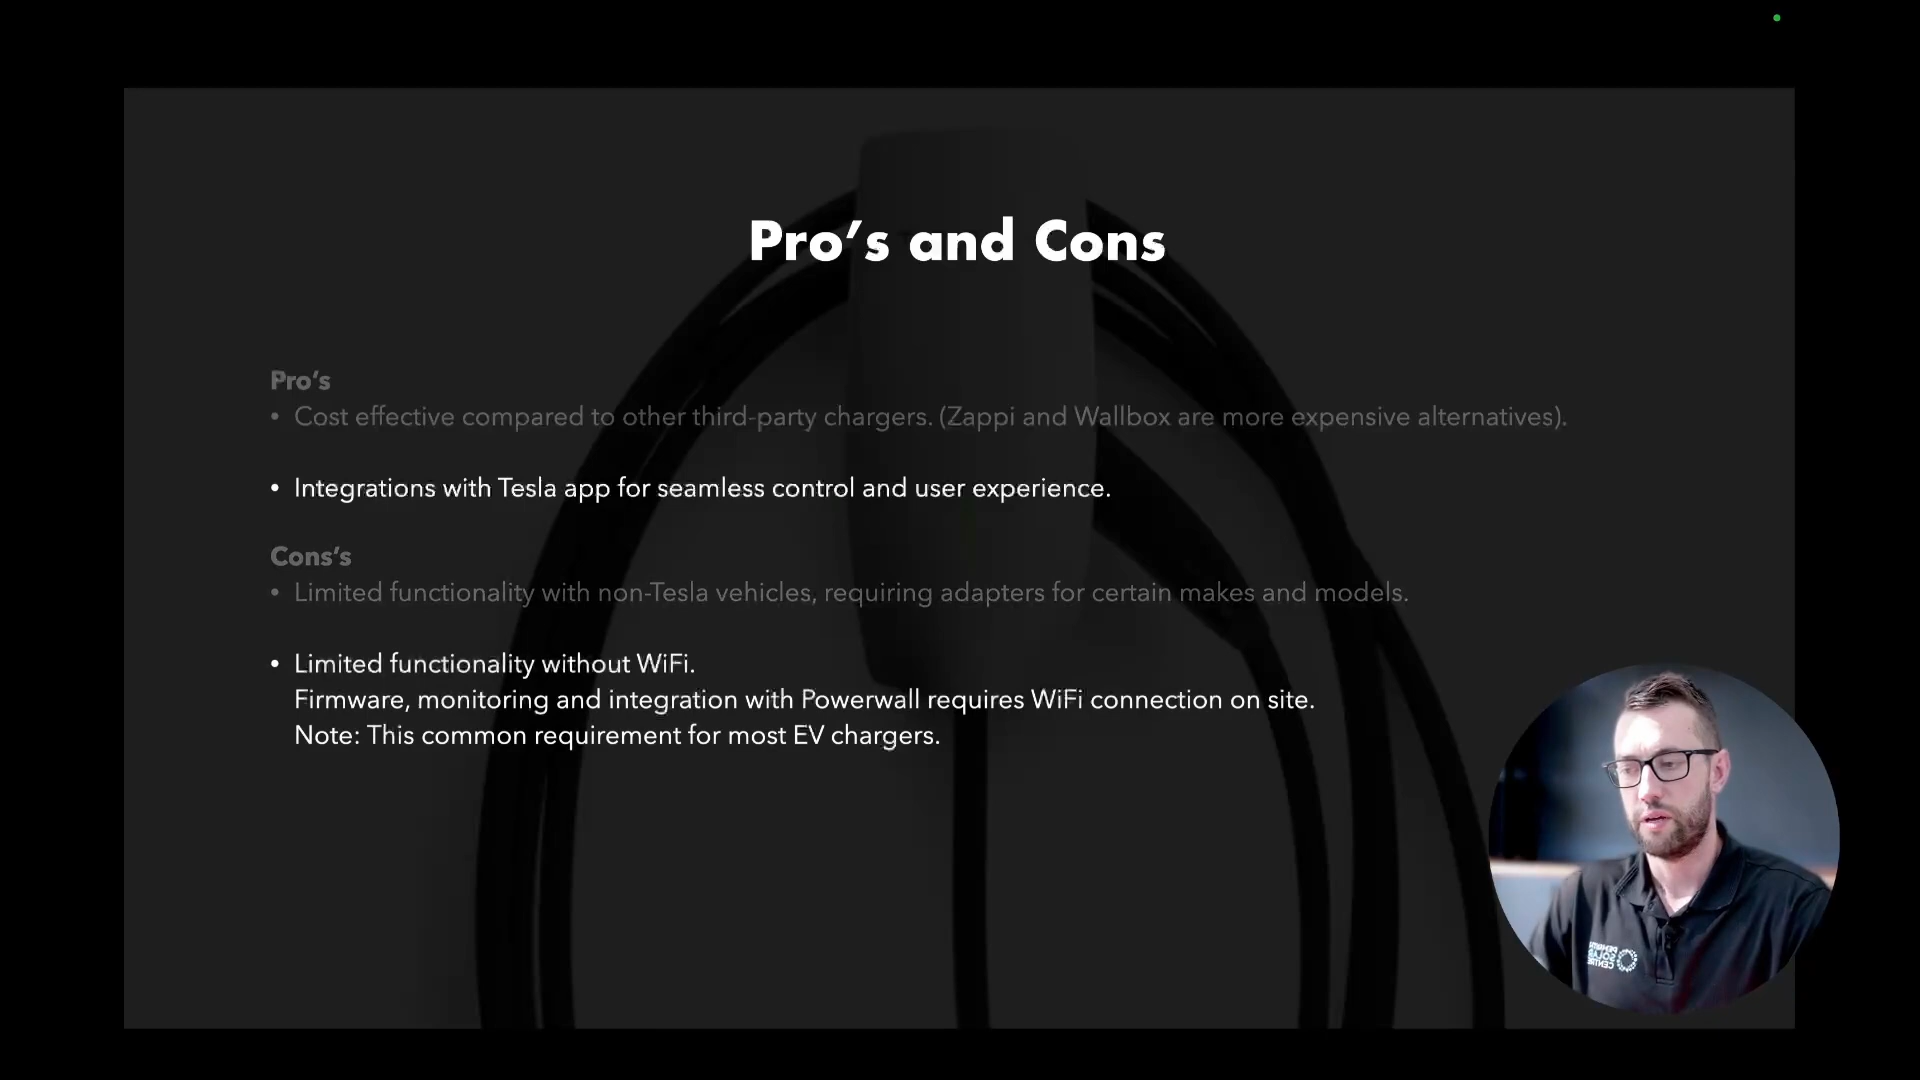 Pro’s and Cons
Pro’s
• Cost effective compared to other third-party chargers. (Zappi and Wallbox are more expensive alternatives).
• Integrations with Tesla app for seamless control and user experience.
Cons’s
• Limited functionality with non-Tesla vehicles, requiring adapters for certain makes and models.
• Limited functionality without WiFi.
Firmware, monitoring and integration with Powerwall requires WiFi connection on site.
Note: This common requirement for most EV chargers.
PENRITH
SOLAR
CENTRE